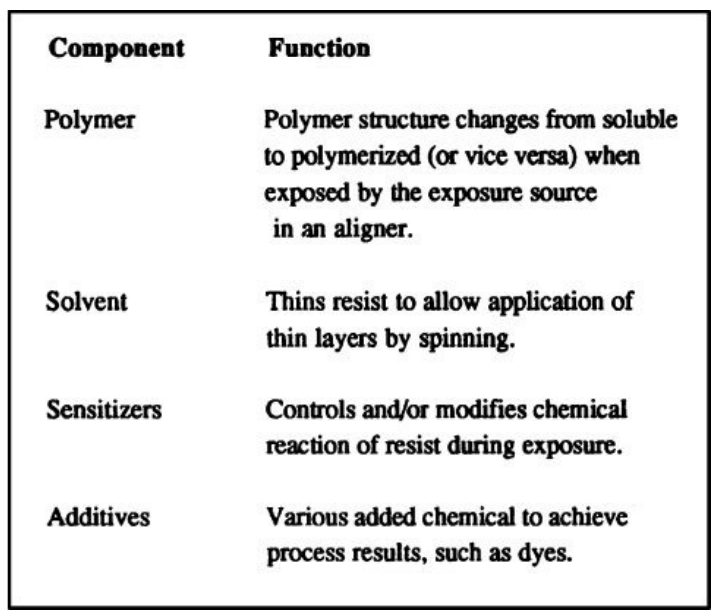 Component Function
Polymer Polymer structure changes from soluble
to polymerized (or vice versa) when
exposed by the exposure source
in an aligner.
Solvent Thins resist to allow application of
thin layers by spinning.
Sensitizers Controls and/or modifies chemical
reaction of resist during exposure.
Additives Various added chemical to achieve
process results, such as dyes.